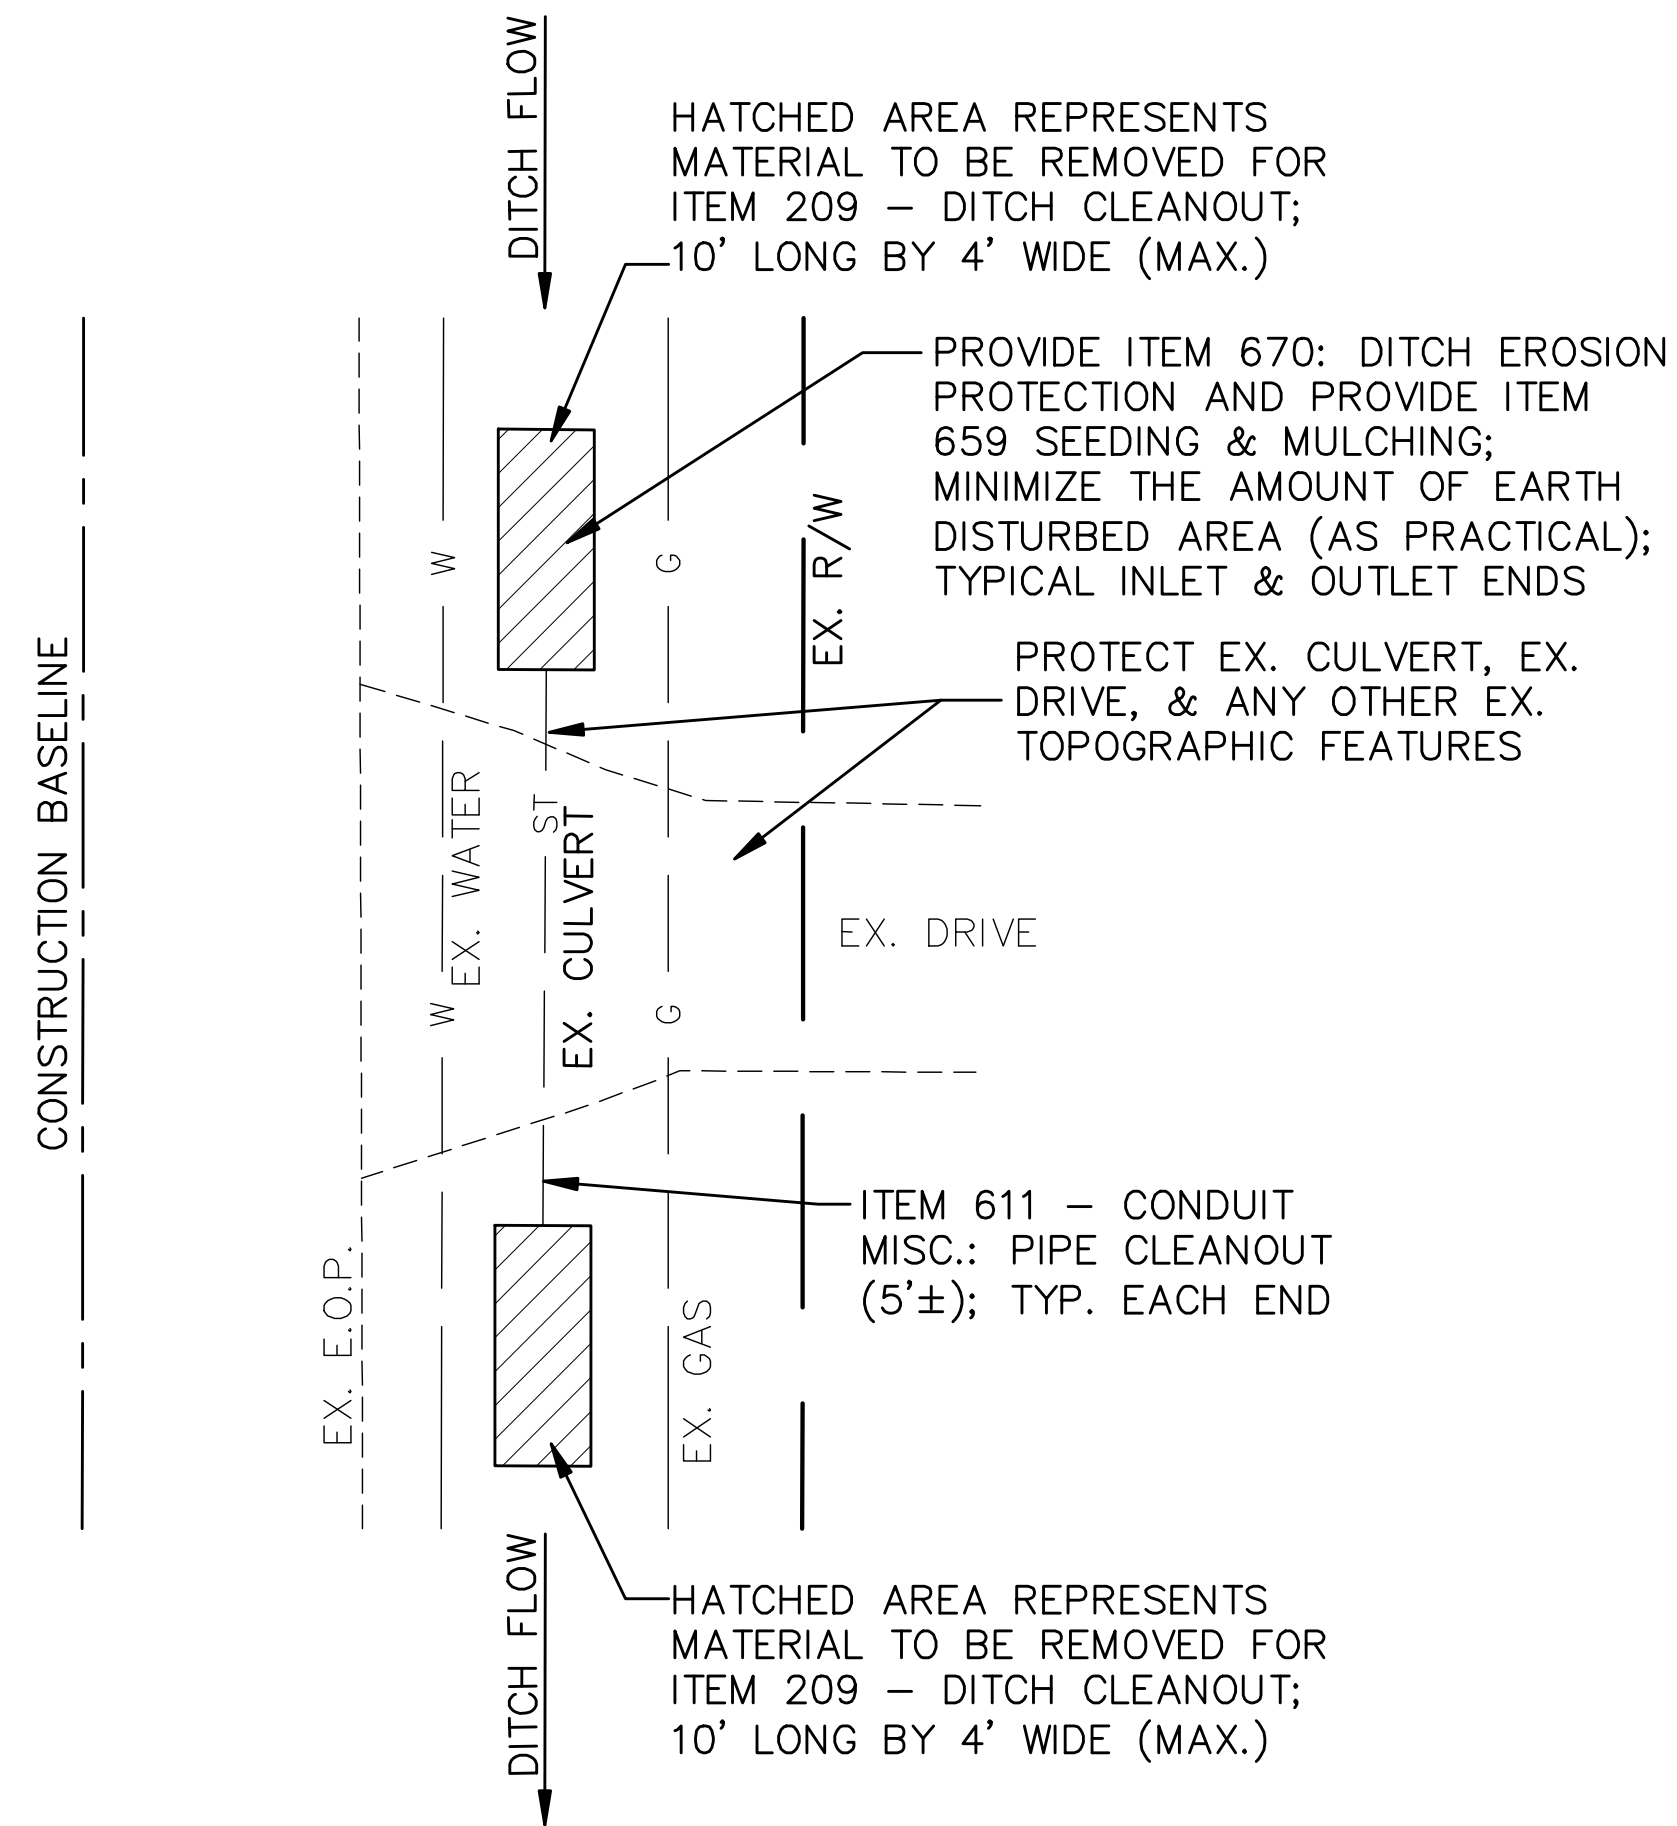 DITCH FLOW
HATCHED AREA REPRESENTS
MATERIAL TO BE REMOVED FOR
ITEM 209 – DITCH CLEANOUT;
10' LONG BY 4' WIDE (MAX.)
PROVIDE ITEM 670: DITCH EROSION
PROTECTION AND PROVIDE ITEM
659 SEEDING & MULCHING;
MINIMIZE THE AMOUNT OF EARTH
DISTURBED AREA (AS PRACTICAL);
TYPICAL INLET & OUTLET ENDS
W
G
EX. R/W
PROTECT EX. CULVERT, EX.
DRIVE, & ANY OTHER EX.
TOPOGRAPHIC FEATURES
CONSTRUCTION BASELINE
EX. WATER
ST
EX. CULVERT
EX. DRIVE
W
G
ITEM 611 – CONDUIT
MISC.: PIPE CLEANOUT
(5'±); TYP. EACH END
EX. E.O.P.
EX. GAS
DITCH FLOW
HATCHED AREA REPRESENTS
MATERIAL TO BE REMOVED FOR
ITEM 209 – DITCH CLEANOUT;
10' LONG BY 4' WIDE (MAX.)